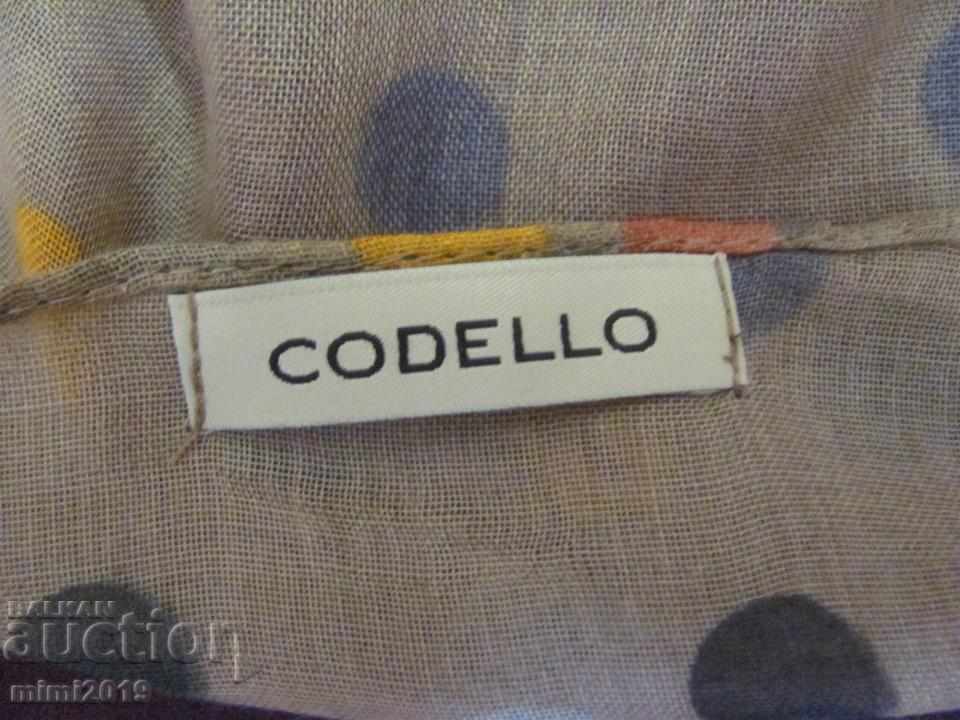 CODELLO
BALKAN
auction
mimi2019